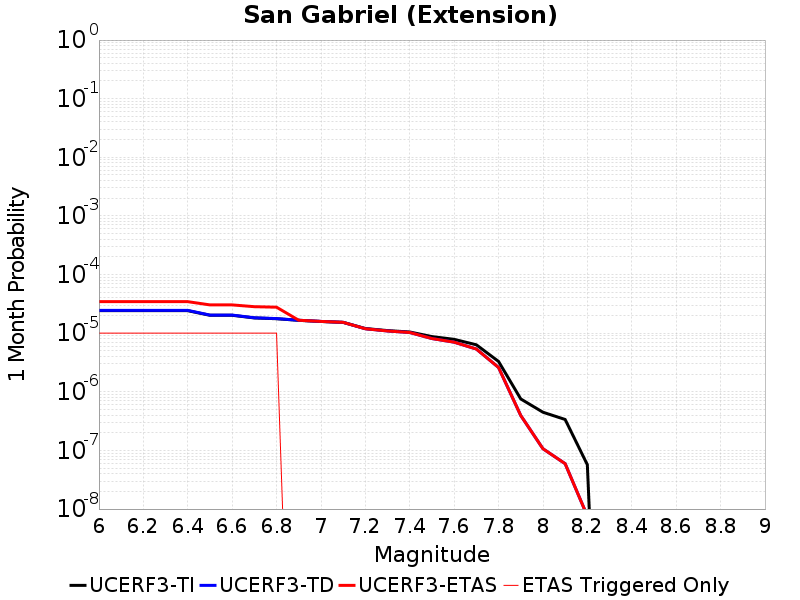 San Gabriel (Extension)
1 Month Probability
10^0
10^-1
10^-2
10^-3
10^-4
10^-5
10^-6
10^-7
10^-8
6 6.2 6.4 6.6 6.8 7 7.2 7.4 7.6 7.8 8 8.2 8.4 8.6 8.8 9
Magnitude
UCERF3-TI UCERF3-TD UCERF3-ETAS ETAS Triggered Only